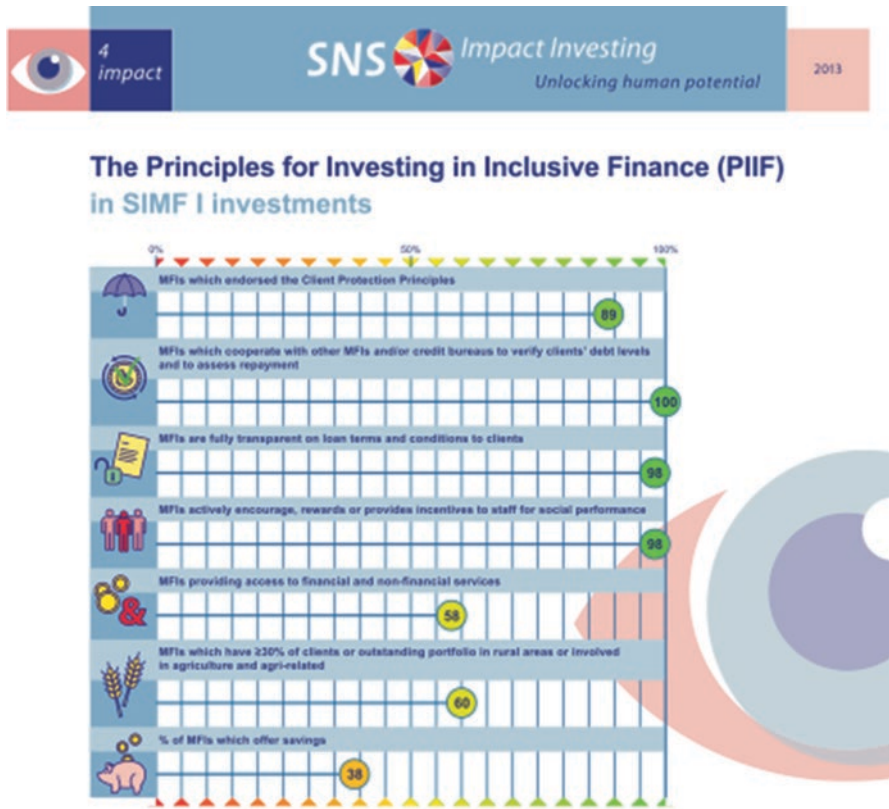 4
impact
SNS Impact Investing
Unlocking human potential
2013
The Principles for Investing in Inclusive Finance (PIIF)
in SIMF I investments
0% 50% 100%
MFIs which endorsed the Client Protection Principles
89
MFIs which cooperate with other MFIs and/or credit bureaus to verify clients' debt levels
and to assess repayment
100
MFIs are fully transparent on loan terms and conditions to clients
98
MFIs actively encourage, rewards or provides incentives to staff for social performance
98
MFIs providing access to financial and non-financial services
&
58
MFIs which have ≥30% of clients or outstanding portfolio in rural areas or involved
in agriculture and agri-related
60
% of MFIs which offer savings
38